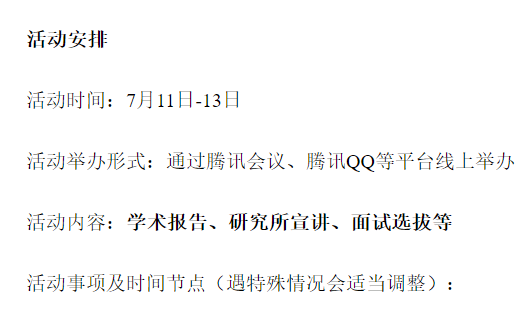 活动安排
活动时间：7月11日-13日
活动举办形式：通过腾讯会议、腾讯QQ等平台线上举办
活动内容：学术报告、研究所宣讲、面试选拔等
活动事项及时间节点（遇特殊情况会适当调整）：